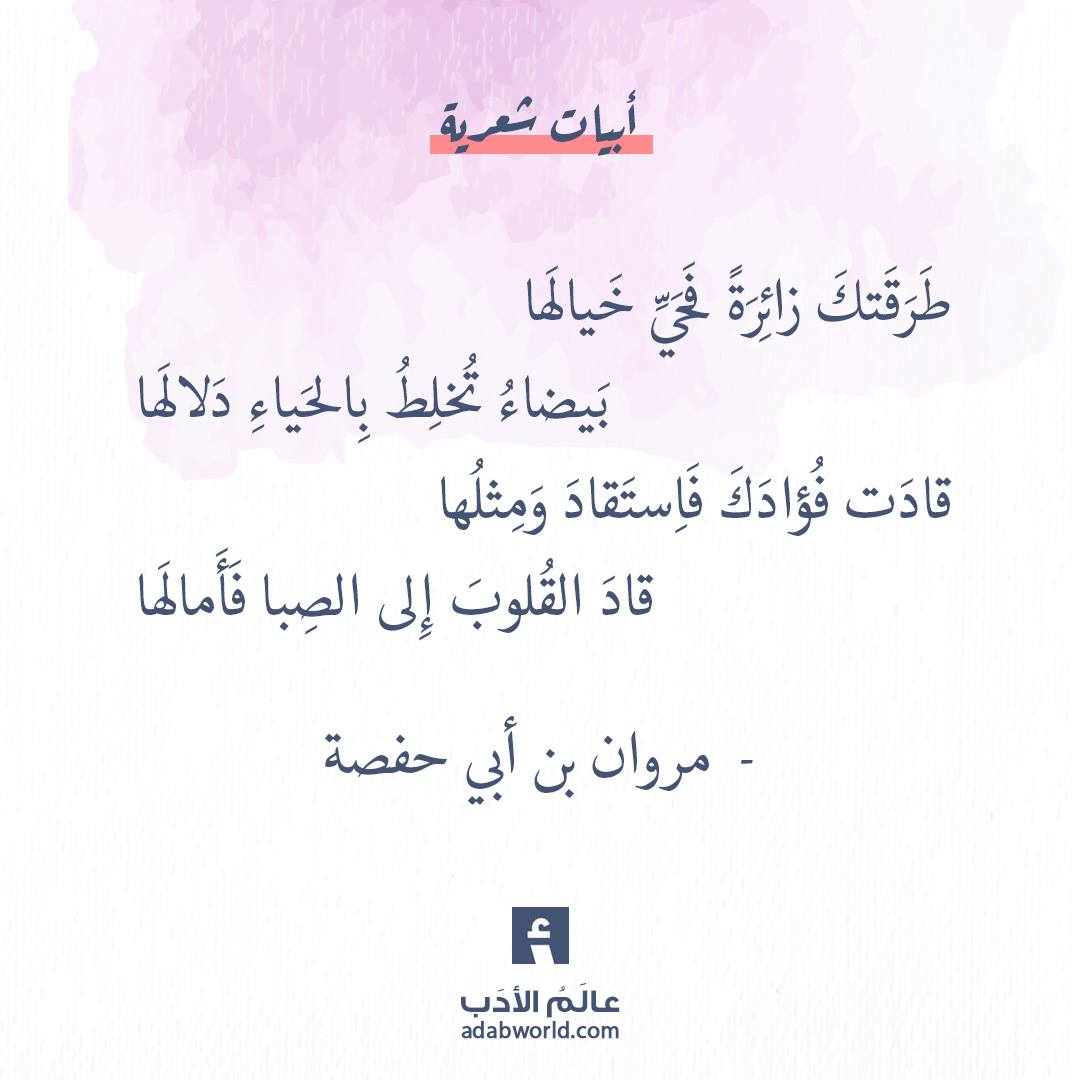 أبيات شعرية
طَرَقَتكَ زائِرَةً فَحَيِّ خَيالَها
بَيضاءُ تُخلِطُ بِالحَياءِ دَلالَها
قادَت فُؤادَكَ فَاِستَقادَ وَمِثلُها
قادَ القُلوبَ إِلى الصِبا فَأَمالَها
- مروان بن أبي حفصة
أ
عالَمُ الأدَب
adabworld.com